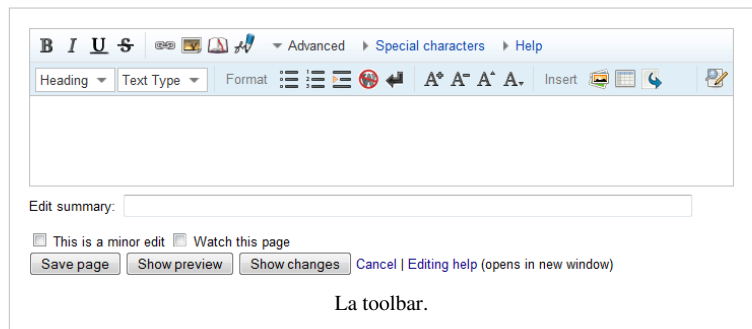 B I U S Advanced Special characters Help
Heading Text Type Format A A A A Insert
Edit summary:
This is a minor edit Watch this page
Save page Show preview Show changes Cancel | Editing help (opens in new window)
La toolbar.